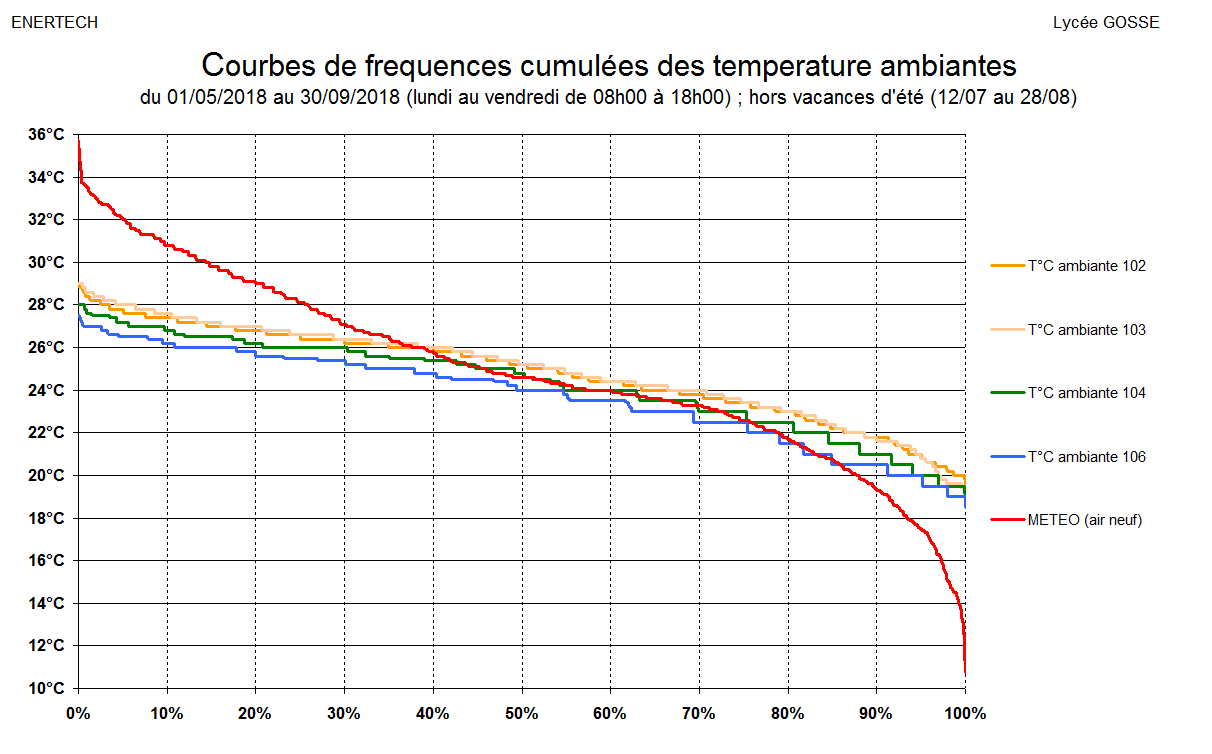 ENERTECH
Lycée GOSSE
Courbes de frequences cumulées des temperature ambiantes
du 01/05/2018 au 30/09/2018 (lundi au vendredi de 08h00 à 18h00) ; hors vacances d'été (12/07 au 28/08)
36°C
34°C
32°C
30°C
28°C
26°C
24°C
22°C
20°C
18°C
16°C
14°C
12°C
10°C
0%
10%
20%
30%
40%
50%
60%
70%
80%
90%
100%
T°C ambiante 102
T°C ambiante 103
T°C ambiante 104
T°C ambiante 106
METEO (air neuf)